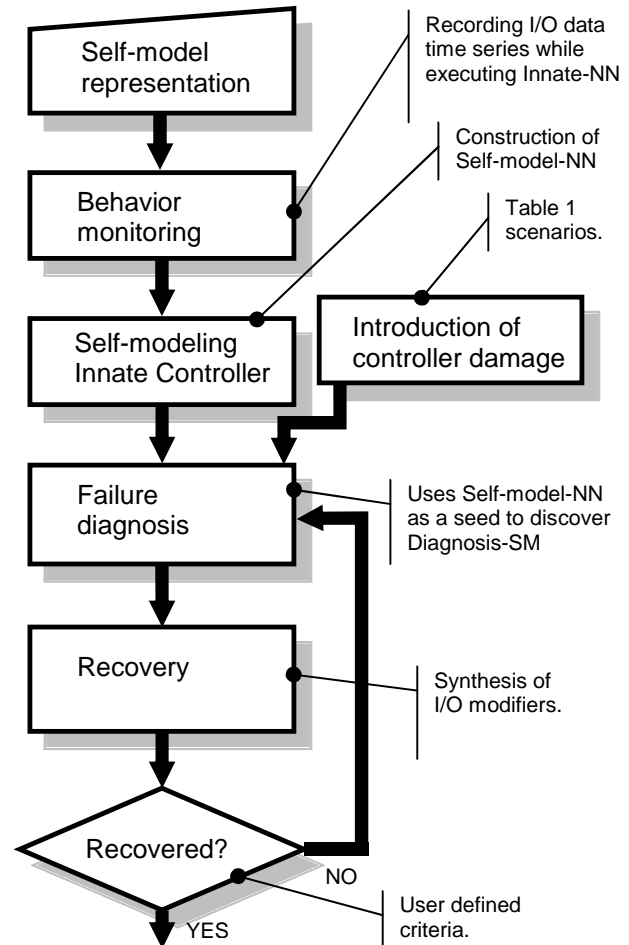 Self-model
representation
Recording I/O data
time series while
executing Innate-NN
Construction of
Self-model-NN
Behavior
monitoring
Table 1
scenarios.
Self-modeling
Innate Controller
Introduction of
controller damage
Failure
diagnosis
Uses Self-model-NN
as a seed to discover
Diagnosis-SM
Recovery
Synthesis of
I/O modifiers.
Recovered?
NO
User defined
criteria.
YES